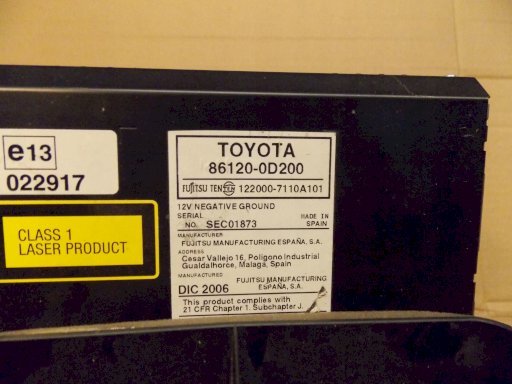 e13
022917
CLASS 1
LASER PRODUCT
TOYOTA
86120-0D200
FUJITSU TEN 122000-7110A101
12V NEGATIVE GROUND
SERIAL
NO. SEC01873
MADE IN
SPAIN
MANUFACTURER
FUJITSU MANUFACTURING ESPAÑA, S.A.
ADDRESS
Cesar Vallejo 16, Poligono Industrial
Gualdalhorce, Malaga, Spain
MANUFACTURED
DIC 2006
FUJITSU MANUFACTURING
ESPAÑA, S.A.
This product complies with
21 CFR Chapter 1. Subchapter J.